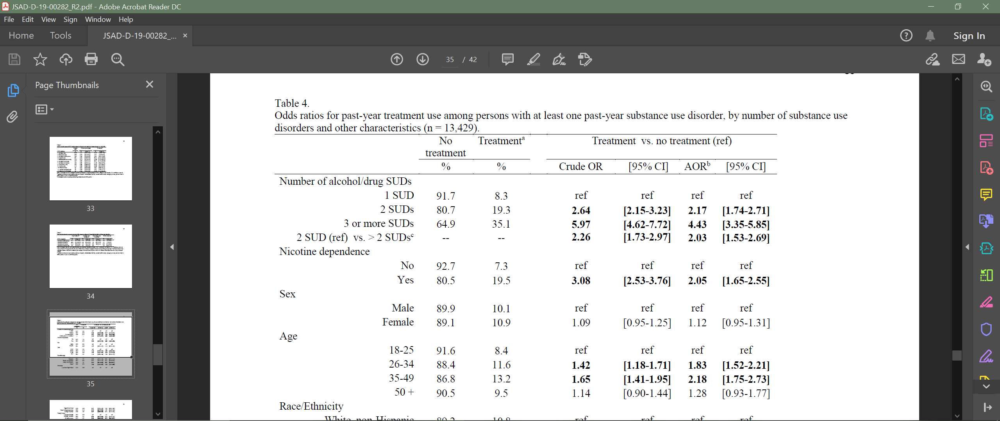 JSAD-D-19-00282_R2.pdf - Adobe Acrobat Reader DC
File Edit View Sign Window Help
Home Tools JSAD-D-19-00282_... × Sign In
35 / 42
Page Thumbnails
33
34
35
Table 4.
Odds ratios for past-year treatment use among persons with at least one past-year substance use disorder, by number of substance use
disorders and other characteristics (n = 13,429).
No Treatmentᵃ Treatment vs. no treatment (ref)
treatment
% % Crude OR [95% CI] AORᵇ [95% CI]
Number of alcohol/drug SUDs
1 SUD 91.7 8.3 ref ref ref ref
2 SUDs 80.7 19.3 2.64 [2.15-3.23] 2.17 [1.74-2.71]
3 or more SUDs 64.9 35.1 5.97 [4.62-7.72] 4.43 [3.35-5.85]
2 SUD (ref) vs. > 2 SUDsᶜ -- -- 2.26 [1.73-2.97] 2.03 [1.53-2.69]
Nicotine dependence
No 92.7 7.3 ref ref ref ref
Yes 80.5 19.5 3.08 [2.53-3.76] 2.05 [1.65-2.55]
Sex
Male 89.9 10.1 ref ref ref ref
Female 89.1 10.9 1.09 [0.95-1.25] 1.12 [0.95-1.31]
Age
18-25 91.6 8.4 ref ref ref ref
26-34 88.4 11.6 1.42 [1.18-1.71] 1.83 [1.52-2.21]
35-49 86.8 13.2 1.65 [1.41-1.95] 2.18 [1.75-2.73]
50 + 90.5 9.5 1.14 [0.90-1.44] 1.28 [0.93-1.77]
Race/Ethnicity
White, non-Hispanic 89.2 10.8 ref ref ref ref